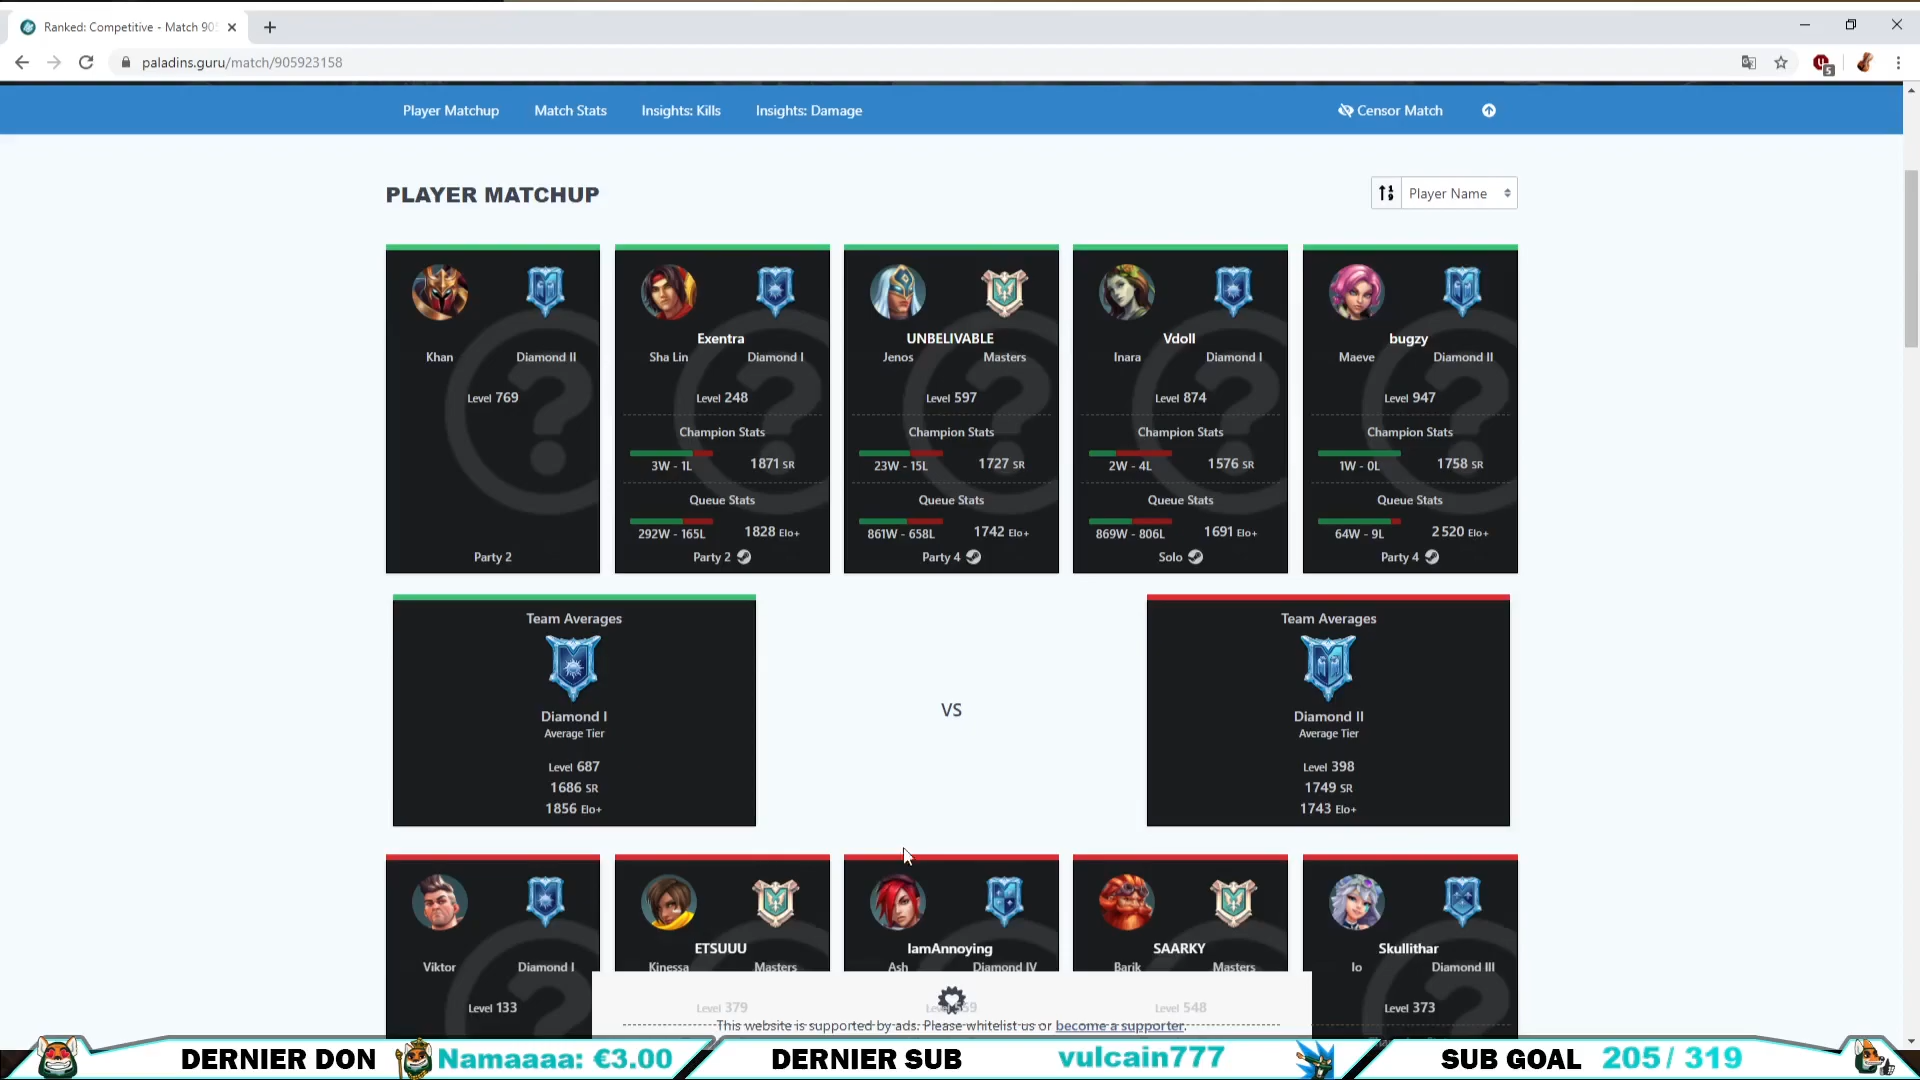 Ranked: Competitive - Match 905
paladins.guru/match/905923158
5
Player Matchup Match Stats Insights: Kills Insights: Damage Censor Match
PLAYER MATCHUP
Player Name
Khan Diamond II
Level 769
Party 2
Exentra
Sha Lin Diamond I
Level 248
Champion Stats
3W - 1L 1871 SR
Queue Stats
292W - 165L 1828 Elo+
Party 2
UNBELIVABLE
Jenos Masters
Level 597
Champion Stats
23W - 15L 1727 SR
Queue Stats
861W - 658L 1742 Elo+
Party 4
Vdoll
Inara Diamond I
Level 874
Champion Stats
2W - 4L 1576 SR
Queue Stats
869W - 806L 1691 Elo+
Solo
bugzy
Maeve Diamond II
Level 947
Champion Stats
1W - 0L 1758 SR
Queue Stats
64W - 9L 2520 Elo+
Party 4
Team Averages
Diamond I
Average Tier
Level 687
1686 SR
1856 Elo+
VS
Team Averages
Diamond II
Average Tier
Level 398
1749 SR
1743 Elo+
Viktor Diamond I
Level 133
ETSUUU
Kinessa Masters
Level 379
IamAnnoying
Ash Diamond IV
SAARKY
Barik Masters
Level 548
Skullithar
Io Diamond III
Level 373
This website is supported by ads. Please whitelist us or become a supporter.
DERNIER DON Namaaaa: €3.00 DERNIER SUB vulcain777 SUB GOAL 205 / 319